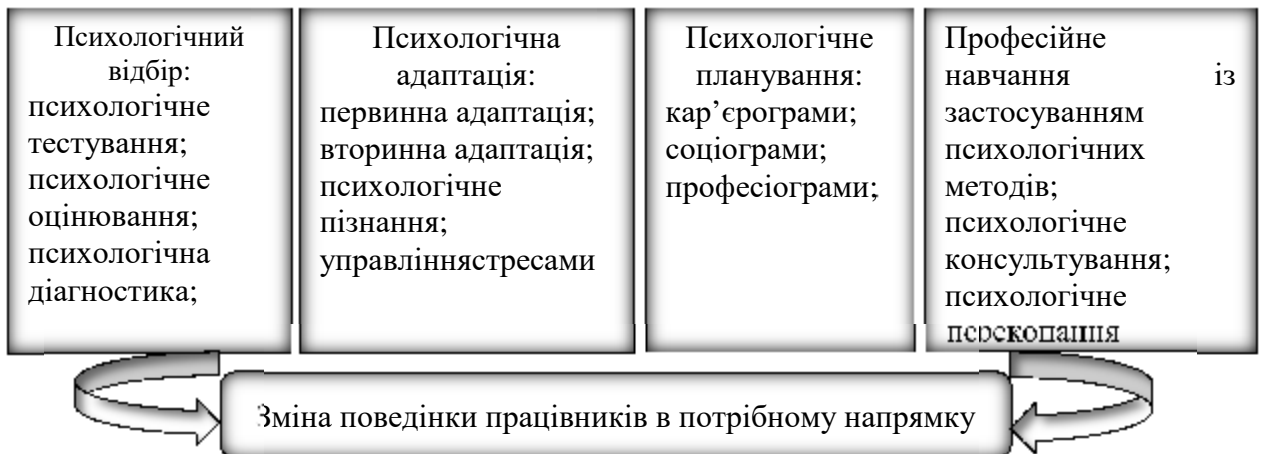 Психологічний
відбір:
психологічне
тестування;
психологічне
оцінювання;
психологічна
діагностика;
Психологічна
адаптація:
первинна адаптація;
вторинна адаптація;
психологічне
пізнання;
управліннястресами
Психологічне
планування:
кар’єрограми;
соціограми;
професіограми;
Професійне
навчання із
застосуванням
психологічних
методів;
психологічне
консультування;
психологічне
Зміна поведінки працівників в потрібному напрямку